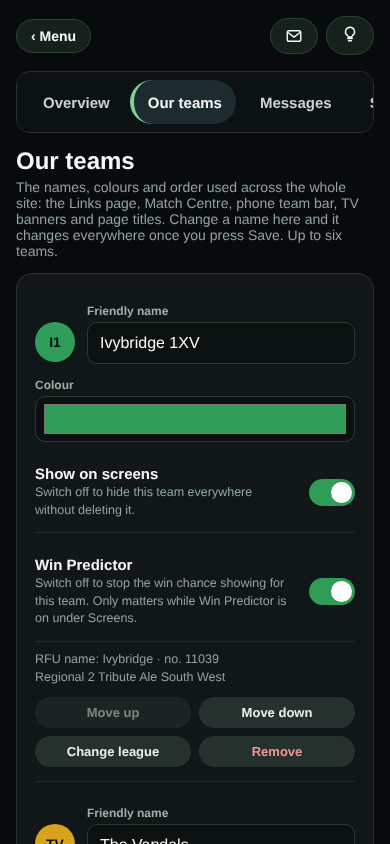 ‹ Menu
Overview
Our teams
Messages
Our teams
The names, colours and order used across the whole
site: the Links page, Match Centre, phone team bar, TV
banners and page titles. Change a name here and it
changes everywhere once you press Save. Up to six
teams.
Friendly name
I1
Ivybridge 1XV
Colour
Show on screens
Switch off to hide this team everywhere
without deleting it.
Win Predictor
Switch off to stop the win chance showing for
this team. Only matters while Win Predictor is
on under Screens.
RFU name: Ivybridge · no. 11039
Regional 2 Tribute Ale South West
Move up
Move down
Change league
Remove
Friendly name
TV
The Vandals